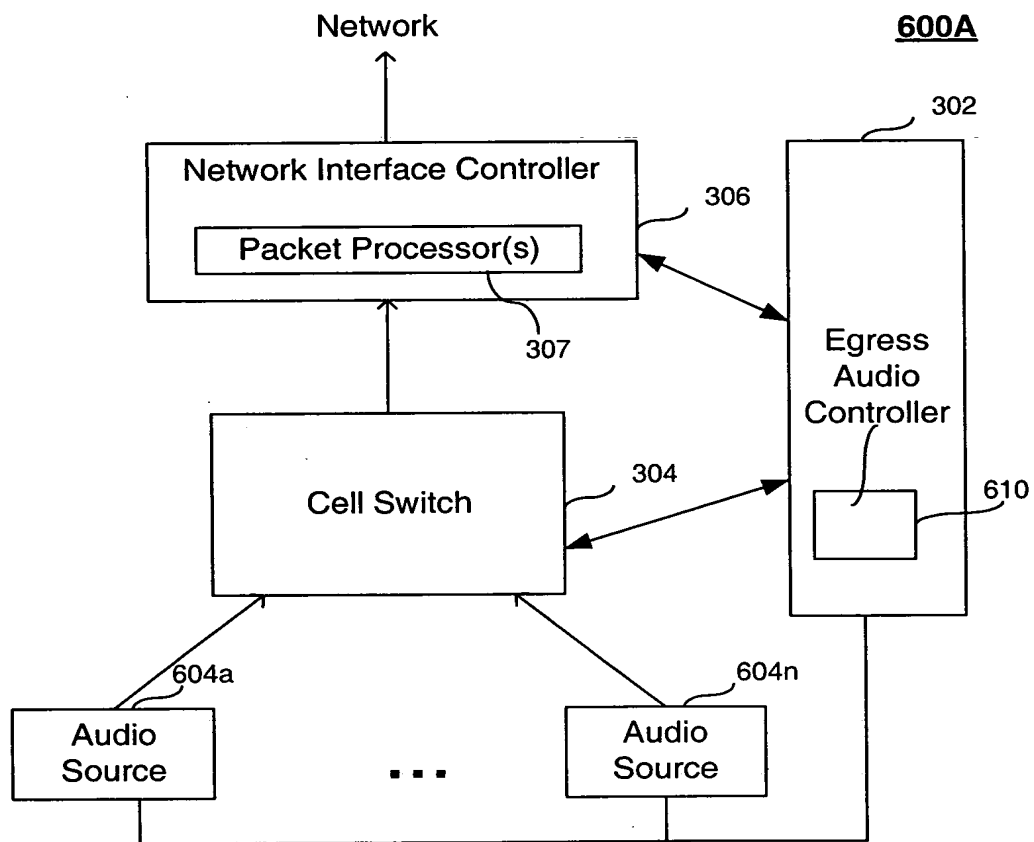 Network
600A
302
Network Interface Controller
306
Packet Processor(s)
307
Egress
Audio
Controller
Cell Switch
304
610
604a
604n
Audio
Source
...
Audio
Source